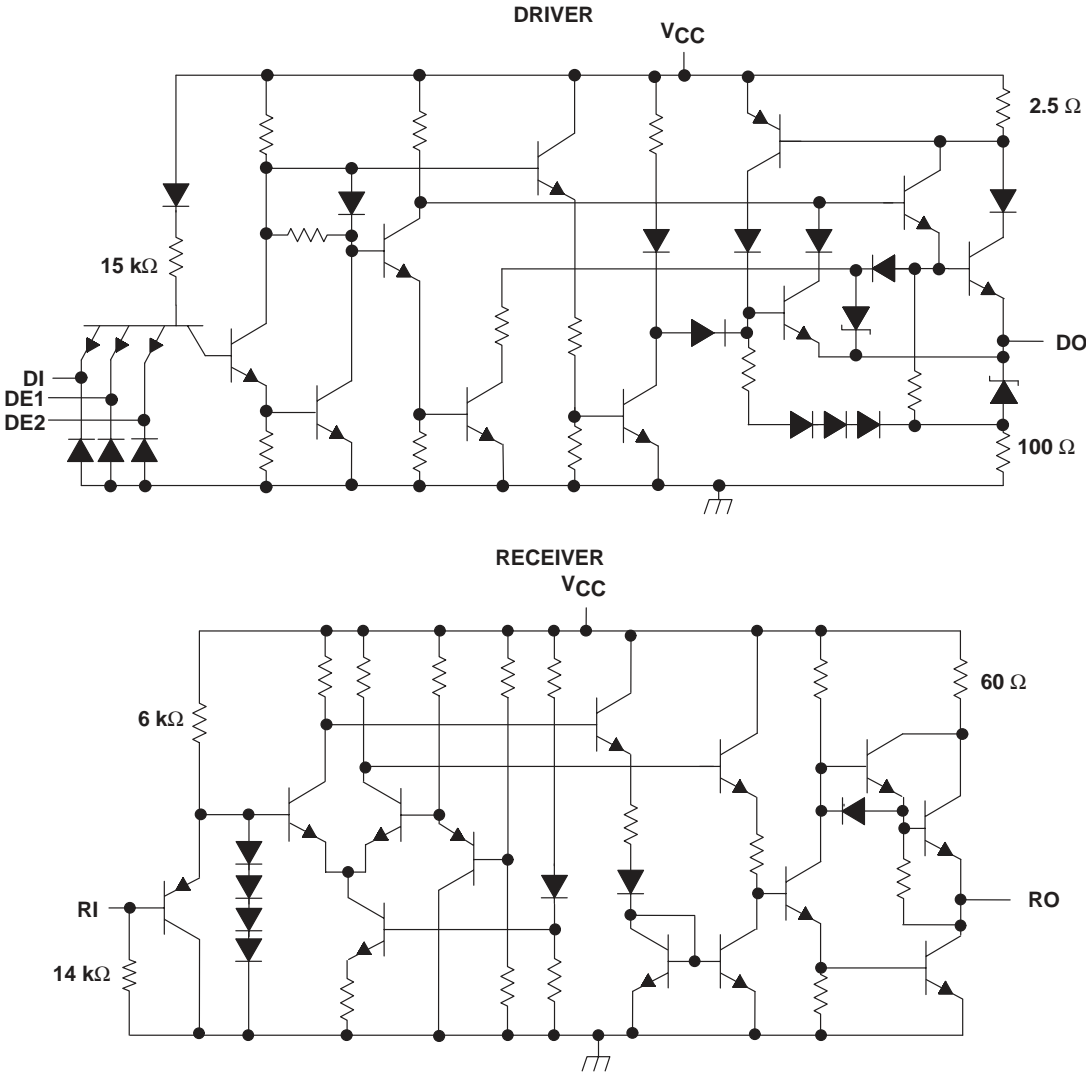 DRIVER
VCC
2.5 Ω
15 kΩ
DO
DI
DE1
DE2
100 Ω
RECEIVER
VCC
60 Ω
6 kΩ
RI
RO
14 kΩ